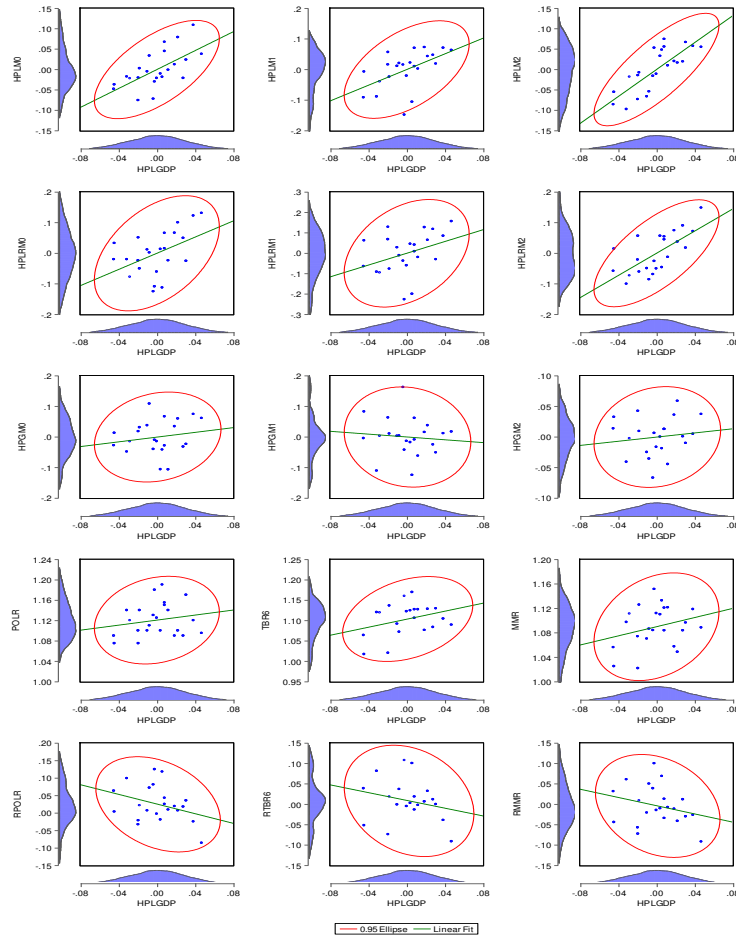 HPLM0
.15
.10
.05
.00
-.05
-.10
-.15
-.08 -.04 .00 .04 .08
HPLGDP
HPLM1
.2
.1
.0
-.1
-.2
-.08 -.04 .00 .04 .08
HPLGDP
HPLM2
.15
.10
.05
.00
-.05
-.10
-.15
-.08 -.04 .00 .04 .08
HPLGDP
HPLRM0
.2
.1
.0
-.1
-.2
-.08 -.04 .00 .04 .08
HPLGDP
HPLRM1
.3
.2
.1
.0
-.1
-.2
-.3
-.08 -.04 .00 .04 .08
HPLGDP
HPLRM2
.2
.1
.0
-.1
-.2
-.08 -.04 .00 .04 .08
HPLGDP
HPGM0
.2
.1
.0
-.1
-.2
-.08 -.04 .00 .04 .08
HPLGDP
HPGM1
.2
.1
.0
-.1
-.2
-.08 -.04 .00 .04 .08
HPLGDP
HPGM2
.10
.05
.00
-.05
-.10
-.08 -.04 .00 .04 .08
HPLGDP
POLR
1.24
1.20
1.16
1.12
1.08
1.04
1.00
-.08 -.04 .00 .04 .08
HPLGDP
TBR6
1.25
1.20
1.15
1.10
1.05
1.00
0.95
-.08 -.04 .00 .04 .08
HPLGDP
MMR
1.20
1.16
1.12
1.08
1.04
1.00
-.08 -.04 .00 .04 .08
HPLGDP
RPOLR
.20
.15
.10
.05
.00
-.05
-.10
-.15
-.08 -.04 .00 .04 .08
HPLGDP
RTBR6
.15
.10
.05
.00
-.05
-.10
-.15
-.08 -.04 .00 .04 .08
HPLGDP
RMMR
.15
.10
.05
.00
-.05
-.10
-.15
-.08 -.04 .00 .04 .08
HPLGDP
0.95 Ellipse Linear Fit